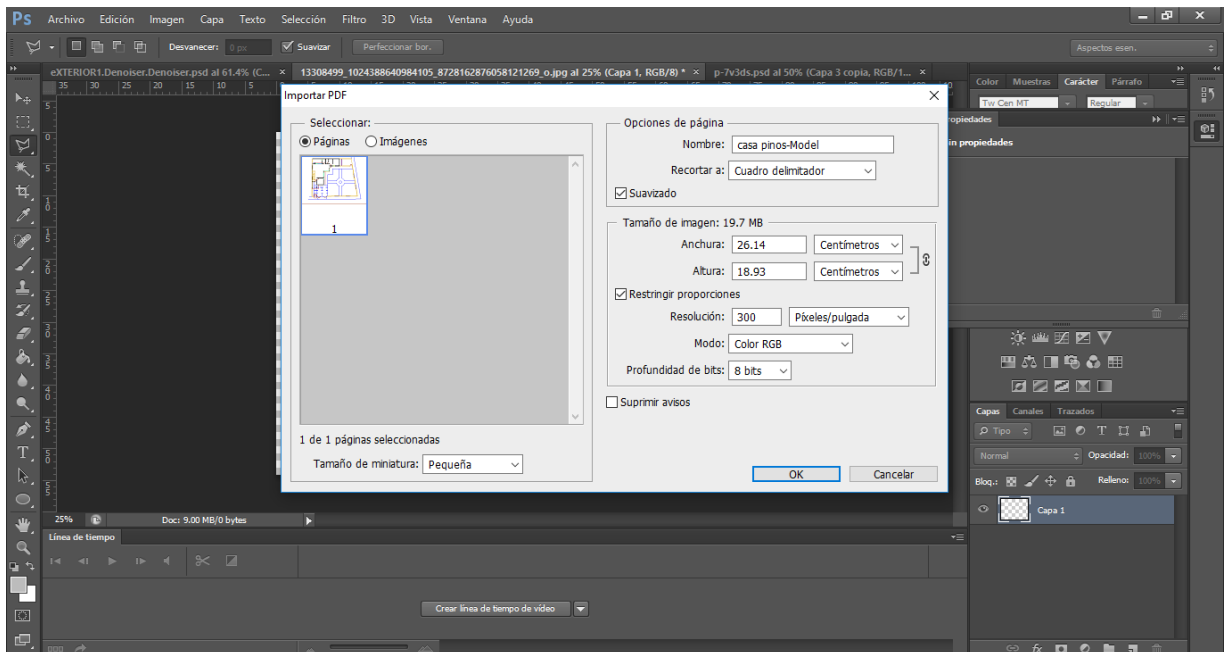 Ps Archivo Edición Imagen Capa Texto Selección Filtro 3D Vista Ventana Ayuda
Desvanecer: 0 px Suavizar Perfeccionar bor. Aspectos esen.
eXTERIOR1.Denoiser.Denoiser.psd al 61.4% (C... × 13308499_1024388640984105_8728162876058121269_o.jpg al 25% (Capa 1, RGB/8) * × p-7v3ds.psd al 50% (Capa 3 copia, RGB/1... ×
35 30 25 20 15 10 5
Importar PDF
Seleccionar:
Páginas Imágenes
1
1 de 1 páginas seleccionadas
Tamaño de miniatura: Pequeña
Opciones de página
Nombre: casa pinos-Model
Recortar a: Cuadro delimitador
Suavizado
Tamaño de imagen: 19.7 MB
Anchura: 26.14 Centímetros
Altura: 18.93 Centímetros
Restringir proporciones
Resolución: 300 Píxeles/pulgada
Modo: Color RGB
Profundidad de bits: 8 bits
Suprimir avisos
OK Cancelar
Color Muestras Carácter Párrafo
Tw Cen MT Regular
opiedades
in propiedades
Capas Canales Trazados
Tipo
Normal Opacidad: 100%
Bloq.: Relleno: 100%
Capa 1
25% Doc: 9.00 MB/0 bytes
Línea de tiempo
Crear línea de tiempo de vídeo